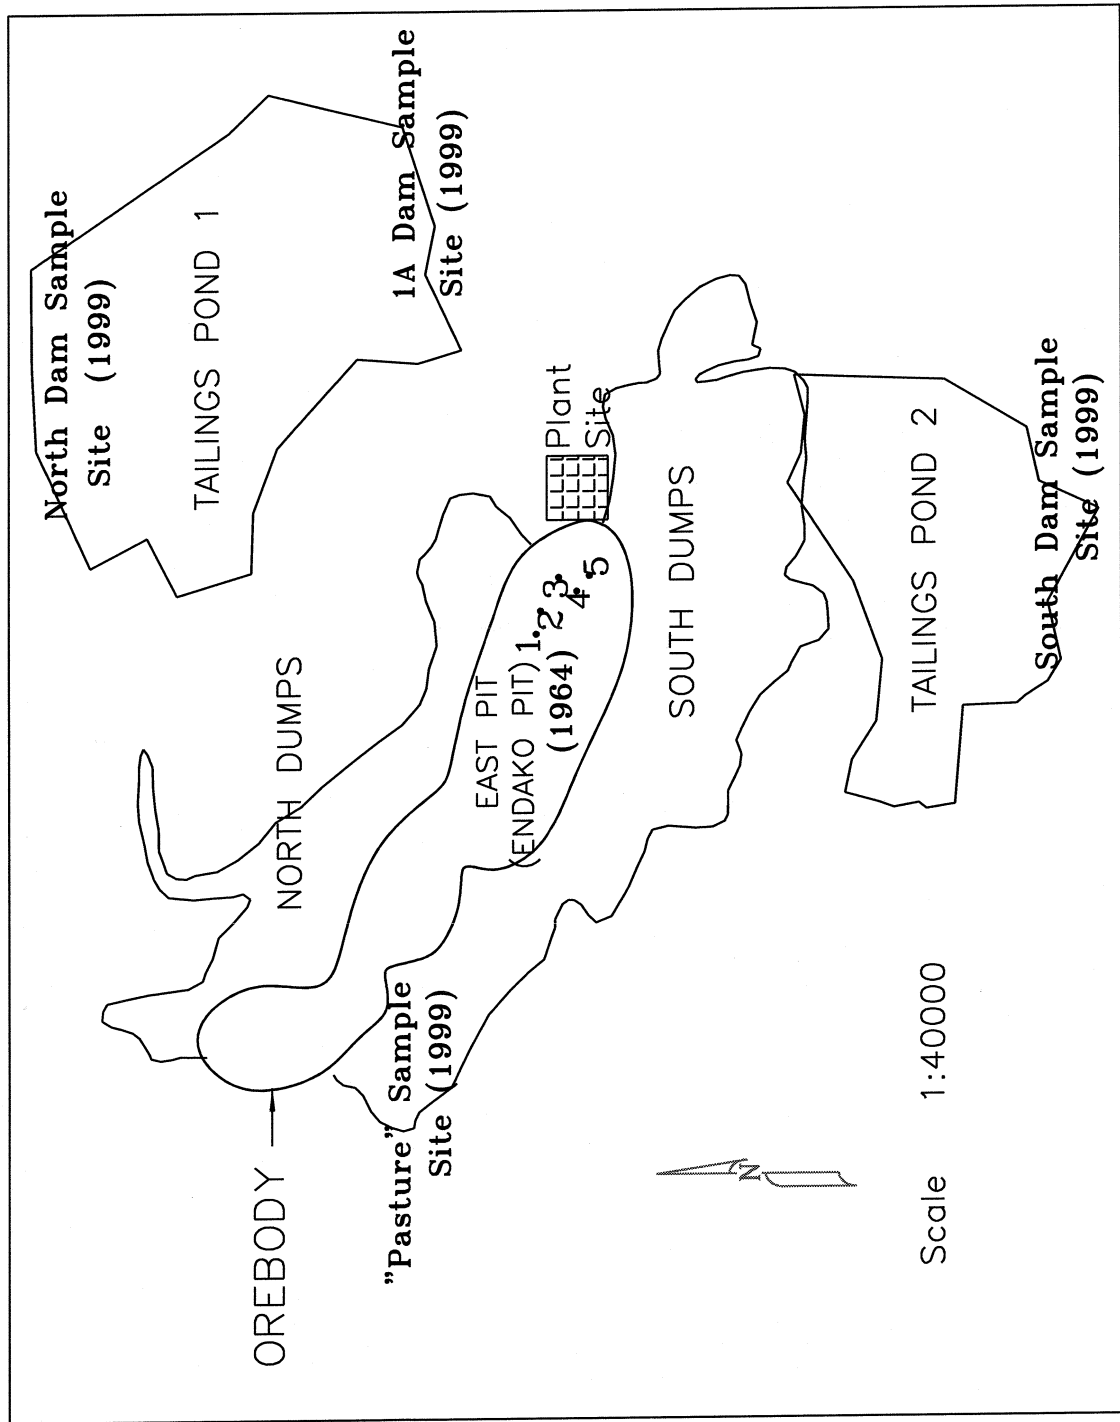 North Dam Sample
Site (1999)
TAILINGS POND 1
OREBODY
NORTH DUMPS
"Pasture" Sample
Site (1999)
1A Dam Sample
Site (1999)
EAST PIT
(ENDAKO PIT)
(1964)
1
2
3
4
5
Plant
Site
SOUTH DUMPS
N
TAILINGS POND 2
Scale 1:40000
South Dam Sample
Site (1999)